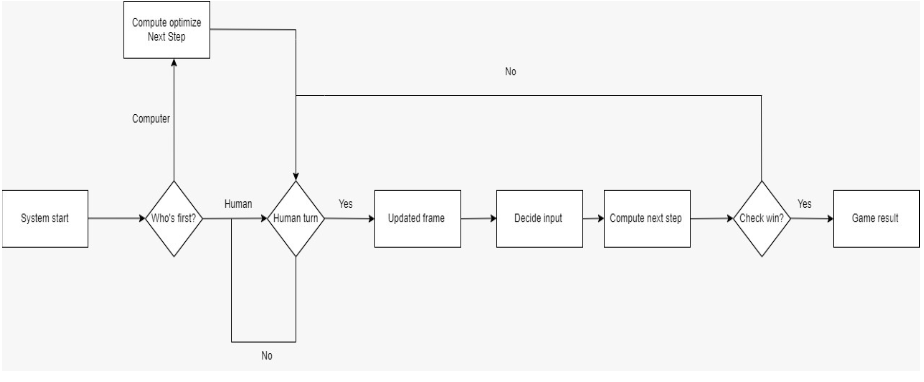 Compute optimize
Next Step
No
Computer
Human
Yes
Yes
System start
Who's first?
Human turn
Updated frame
Decide input
Compute next step
Check win?
Game result
No